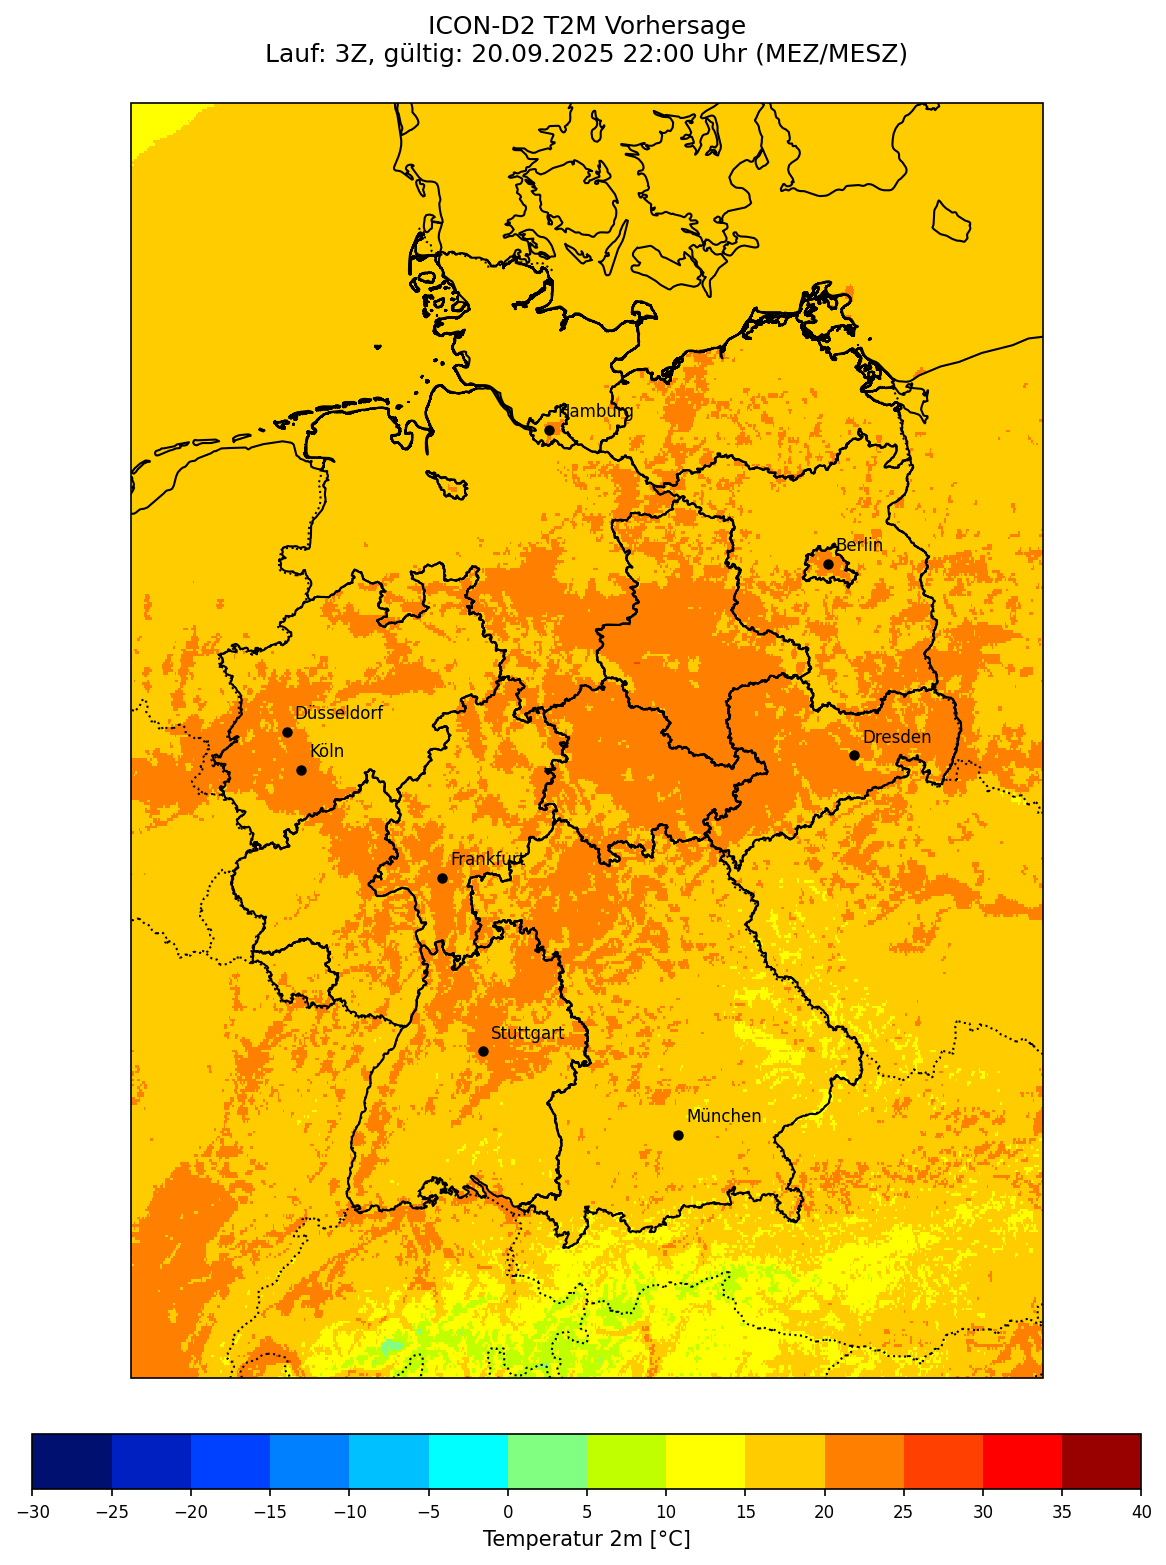 ICON-D2 T2M Vorhersage
Lauf: 3Z, gültig: 20.09.2025 22:00 Uhr (MEZ/MESZ)
Hamburg
Berlin
Düsseldorf
Köln
Dresden
Frankfurt
Stuttgart
München
−30 −25 −20 −15 −10 −5 0 5 10 15 20 25 30 35 40
Temperatur 2m [°C]